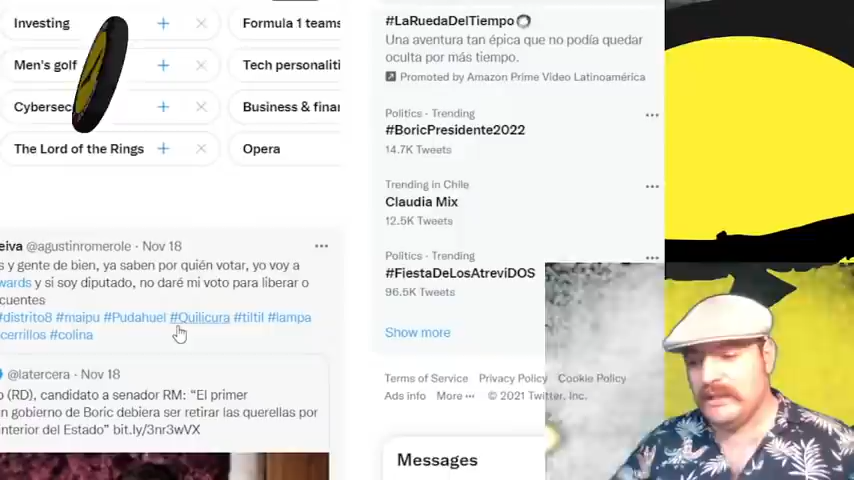 Investing + ×
Formula 1 teams
Men's golf + ×
Tech personaliti
Cybersec + ×
Business & finar
The Lord of the Rings + ×
Opera
eiva @agustinromerole · Nov 18
s y gente de bien, ya saben por quién votar, yo voy a
wards y si soy diputado, no daré mi voto para liberar o
cuentes
#distrito8 #maipu #Pudahuel #Quilicura #tiltil #lampa
cerrillos #colina
@latercera · Nov 18
o (RD), candidato a senador RM: “El primer
n gobierno de Boric debiera ser retirar las querellas por
interior del Estado” bit.ly/3nr3wVX
#LaRuedaDelTiempo
Una aventura tan épica que no podía quedar
oculta por más tiempo.
Promoted by Amazon Prime Video Latinoamérica
Politics · Trending
#BoricPresidente2022
14.7K Tweets
Trending in Chile
Claudia Mix
12.5K Tweets
Politics · Trending
#FiestaDeLosAtreviDOS
96.5K Tweets
Show more
Terms of Service Privacy Policy Cookie Policy
Ads info More ··· © 2021 Twitter, Inc.
Messages